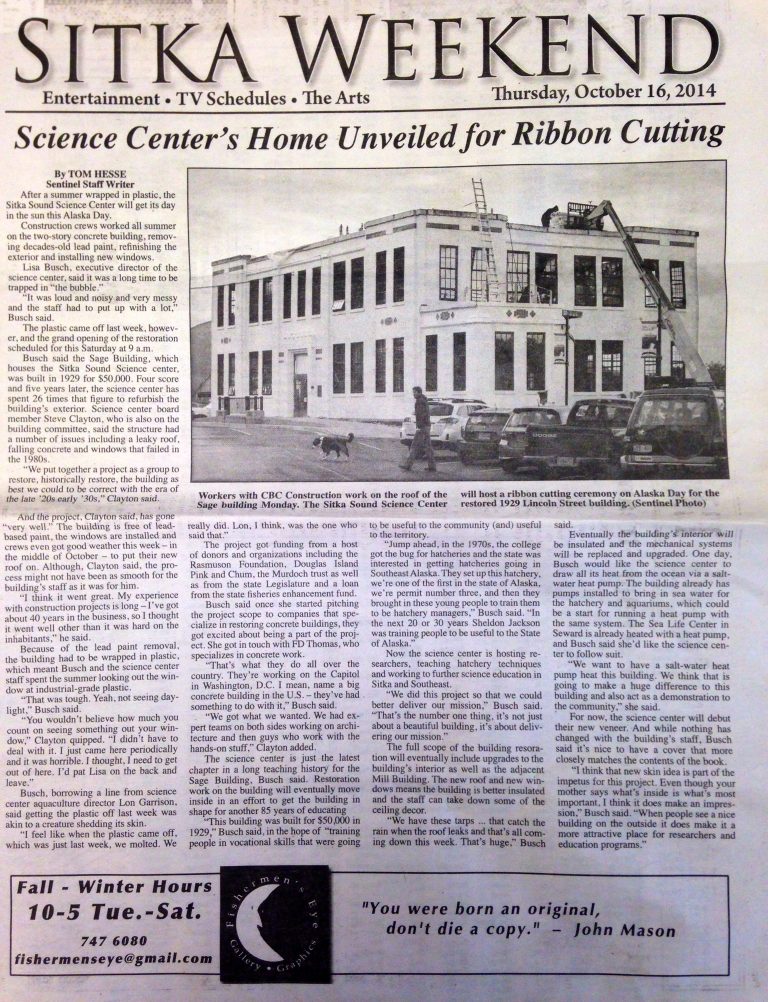 SITKA WEEKEND
Entertainment • TV Schedules • The Arts
Thursday, October 16, 2014
Science Center's Home Unveiled for Ribbon Cutting
By TOM HESSE
Sentinel Staff Writer
After a summer wrapped in plastic, the
Sitka Sound Science Center will get its day
in the sun this Alaska Day.
Construction crews worked all summer
on the two-story concrete building, remov-
ing decades-old lead paint, refinishing the
exterior and installing new windows.
Lisa Busch, executive director of the
science center, said it was a long time to be
trapped in “the bubble.”
“It was loud and noisy and very messy
and the staff had to put up with a lot,”
Busch said.
The plastic came off last week, howev-
er, and the grand opening of the restoration
scheduled for this Saturday at 9 a.m.
Busch said the Sage Building, which
houses the Sitka Sound Science center,
was built in 1929 for $50,000. Four score
and five years later, the science center has
spent 26 times that figure to refurbish the
building's exterior. Science center board
member Steve Clayton, who is also on the
building committee, said the structure had
a number of issues including a leaky roof,
falling concrete and windows that failed in
the 1980s.
“We put together a project as a group to
restore, historically restore, the building as
best we could to be correct with the era of
the late '20s early '30s,” Clayton said.
And the project, Clayton said, has gone
“very well.” The building is free of lead-
based paint, the windows are installed and
crews even got good weather this week – in
the middle of October – to put their new
roof on. Although, Clayton said, the pro-
cess might not have been as smooth for the
building's staff as it was for him.
“I think it went great. My experience
with construction projects is long – I've got
about 40 years in the business, so I thought
it went well other than it was hard on the
inhabitants,” he said.
Because of the lead paint removal,
the building had to be wrapped in plastic,
which meant Busch and the science center
staff spent the summer looking out the win-
dow at industrial-grade plastic.
“That was tough. Yeah, not seeing day-
light,” Busch said.
“You wouldn't believe how much you
count on seeing something out your win-
dow,” Clayton quipped. “I didn't have to
deal with it. I just came here periodically
and it was horrible. I thought, I need to get
out of here. I'd pat Lisa on the back and
leave.”
Busch, borrowing a line from science
center aquaculture director Lon Garrison,
said getting the plastic off last week was
akin to a creature shedding its skin.
“I feel like when the plastic came off,
which was just last week, we molted. We
Workers with CBC Construction work on the roof of the
Sage building Monday. The Sitka Sound Science Center
will host a ribbon cutting ceremony on Alaska Day for the
restored 1929 Lincoln Street building. (Sentinel Photo)
really did. Lon, I think, was the one who
said that.”
The project got funding from a host
of donors and organizations including the
Rasmuson Foundation, Douglas Island
Pink and Chum, the Murdoch trust as well
as from the state Legislature and a loan
from the state fisheries enhancement fund.
Busch said once she started pitching
the project scope to companies that spe-
cialize in restoring concrete buildings, they
got excited about being a part of the proj-
ect. She got in touch with FD Thomas, who
specializes in concrete work.
“That's what they do all over the
country. They're working on the Capitol
in Washington, D.C. I mean, name a big
concrete building in the U.S. – they've had
something to do with it,” Busch said.
“We got what we wanted. We had ex-
pert teams on both sides working on archi-
tecture and then guys who work with the
hands-on stuff,” Clayton added.
The science center is just the latest
chapter in a long teaching history for the
Sage Building, Busch said. Restoration
work on the building will eventually move
inside in an effort to get the building in
shape for another 85 years of educating
“This building was built for $50,000 in
1929,” Busch said, in the hope of “training
people in vocational skills that were going
to be useful to the community (and) useful
to the territory.
“Jump ahead, in the 1970s, the college
got the bug for hatcheries and the state was
interested in getting hatcheries going in
Southeast Alaska. They set up this hatchery,
we're one of the first in the state of Alaska,
we're permit number three, and then they
brought in these young people to train them
to be hatchery managers,” Busch said. “In
the next 20 or 30 years Sheldon Jackson
was training people to be useful to the State
of Alaska.”
Now the science center is hosting re-
searchers, teaching hatchery techniques
and working to further science education in
Sitka and Southeast.
“We did this project so that we could
better deliver our mission,” Busch said.
“That's the number one thing, it's not just
about a beautiful building, it's about deliv-
ering our mission.”
The full scope of the building resora-
tion will eventually include upgrades to the
building's interior as well as the adjacent
Mill Building. The new roof and new win-
dows means the building is better insulated
and the staff can take down some of the
ceiling decor.
“We have these tarps ... that catch the
rain when the roof leaks and that's all com-
ing down this week. That's huge,” Busch
said.
Eventually the building's interior will
be insulated and the mechanical systems
will be replaced and upgraded. One day,
Busch would like the science center to
draw all its heat from the ocean via a salt-
water heat pump. The building already has
pumps installed to bring in sea water for
the hatchery and aquariums, which could
be a start for running a heat pump with
the same system. The Sea Life Center in
Seward is already heated with a heat pump,
and Busch said she'd like the science cen-
ter to follow suit.
“We want to have a salt-water heat
pump heat this building. We think that is
going to make a huge difference to this
building and also act as a demonstration to
the community,” she said.
For now, the science center will debut
their new veneer. And while nothing has
changed with the building's staff, Busch
said it's nice to have a cover that more
closely matches the contents of the book.
“I think that new skin idea is part of the
impetus for this project. Even though your
mother says what's inside is what's most
important, I think it does make an impres-
sion,” Busch said. “When people see a nice
building on the outside it does make it a
more attractive place for researchers and
education programs.”
Fall - Winter Hours
10-5 Tue.-Sat.
747 6080
fishermenseye@gmail.com
Fishermen's Eye
Gallery • Graphics
"You were born an original,
don't die a copy." – John Mason